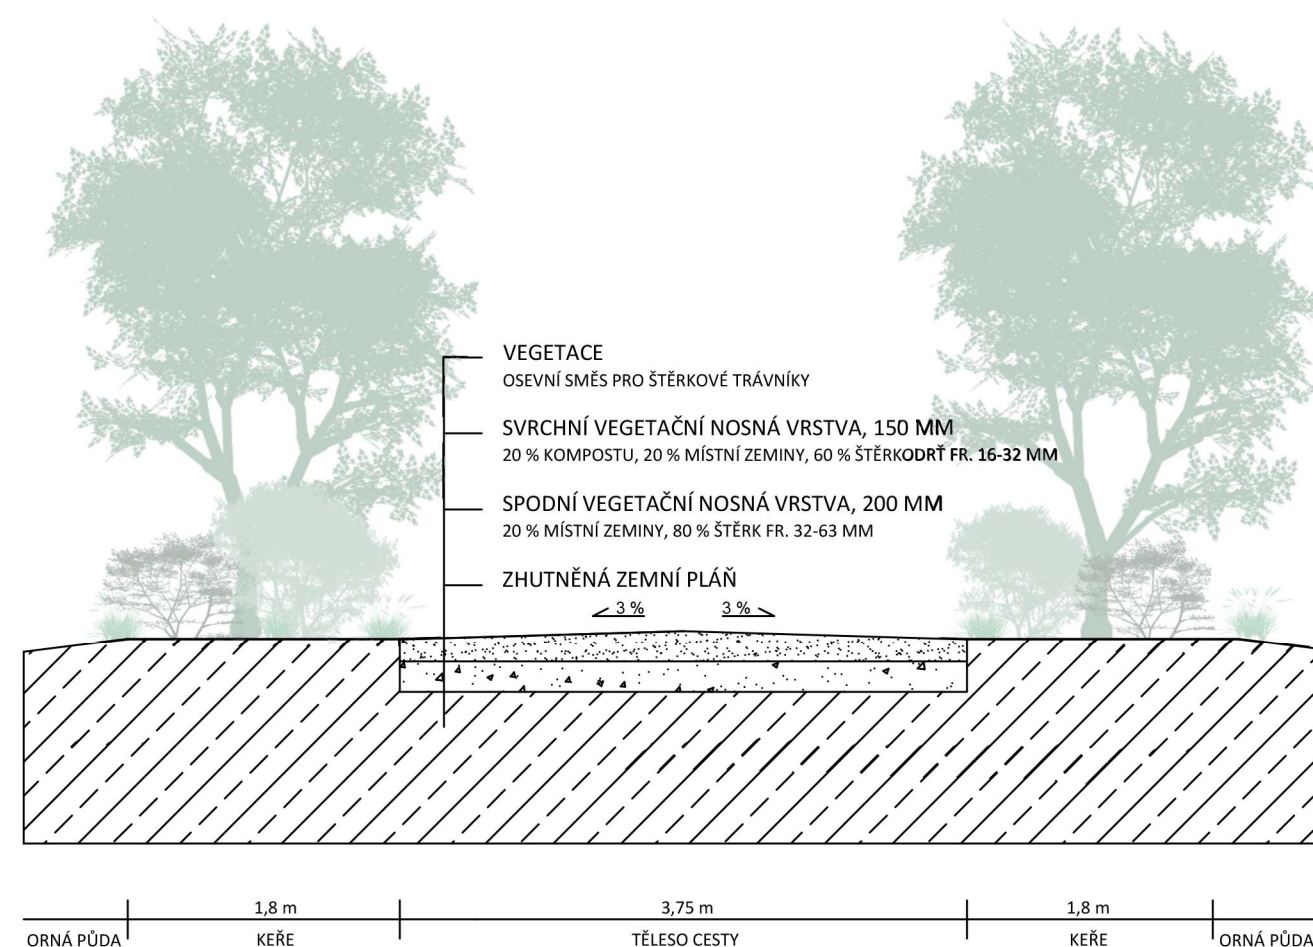 VEGETACE
OSEVNÍ SMĚS PRO ŠTĚRKOVÉ TRÁVNÍKY
SVRCHNÍ VEGETAČNÍ NOSNÁ VRSTVA, 150 MM
20 % KOMPOSTU, 20 % MÍSTNÍ ZEMINY, 60 % ŠTĚRKODRŤ FR. 16-32 MM
SPODNÍ VEGETAČNÍ NOSNÁ VRSTVA, 200 MM
20 % MÍSTNÍ ZEMINY, 80 % ŠTĚRK FR. 32-63 MM
ZHUTNĚNÁ ZEMNÍ PLÁŇ
3 % 3 %
1,8 m 3,75 m 1,8 m
ORNÁ PŮDA KEŘE TĚLESO CESTY KEŘE ORNÁ PŮDA